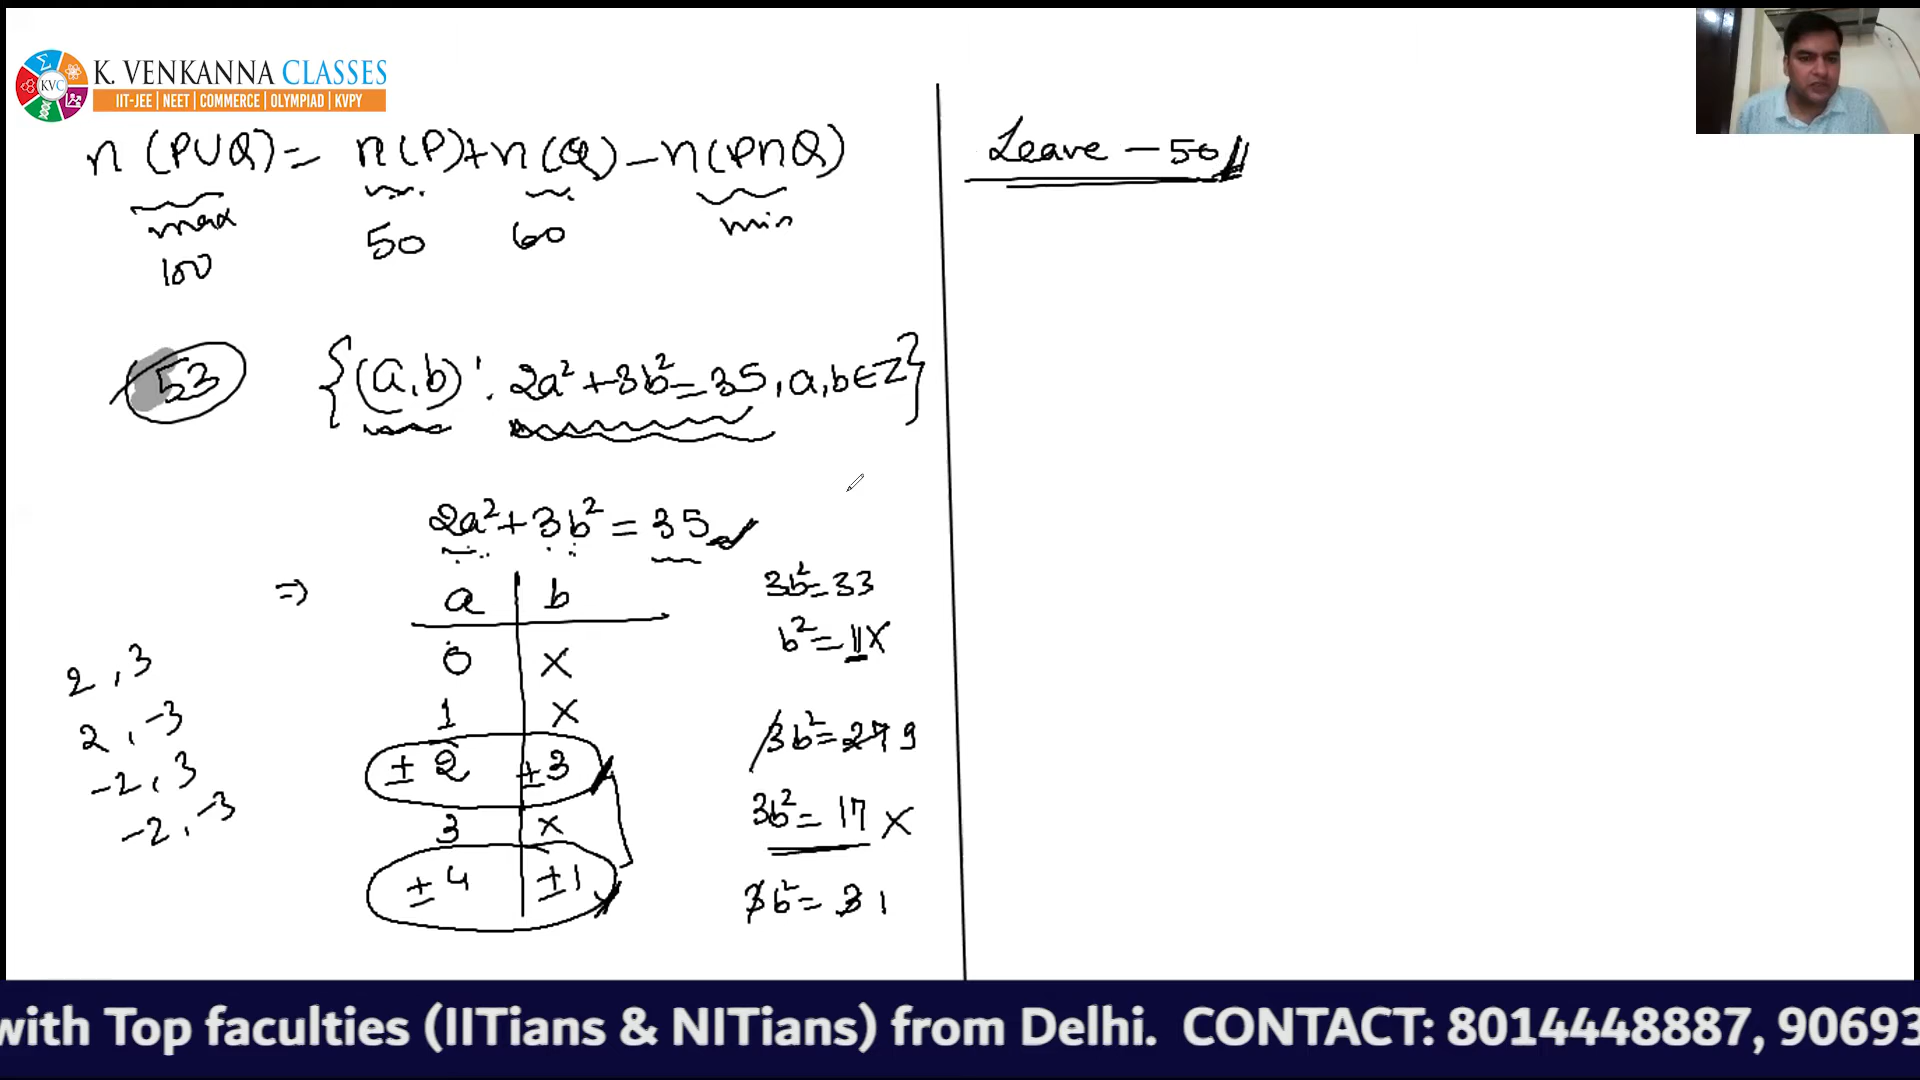 K. VENKANNA CLASSES
KVC
IIT-JEE | NEET | COMMERCE | OLYMPIAD | KVPY
n (P∪Q) = n(P)+n(Q) – n(P∩Q)
max 50 60 min
100
53 {(a,b) : 2a²+3b²=35, a,b∈Z}
2a²+3b² = 35
⇒ a | b
0 | X
1 | X
±2 | ±3
3 | x
±4 | ±1
2, 3
2, -3
-2, 3
-2, -3
3b²=33
b²=11X
3b²=27 9
3b²= 17 X
3b²= 3 1
Leave – 50
with Top faculties (IITians & NITians) from Delhi. CONTACT: 8014448887, 90693